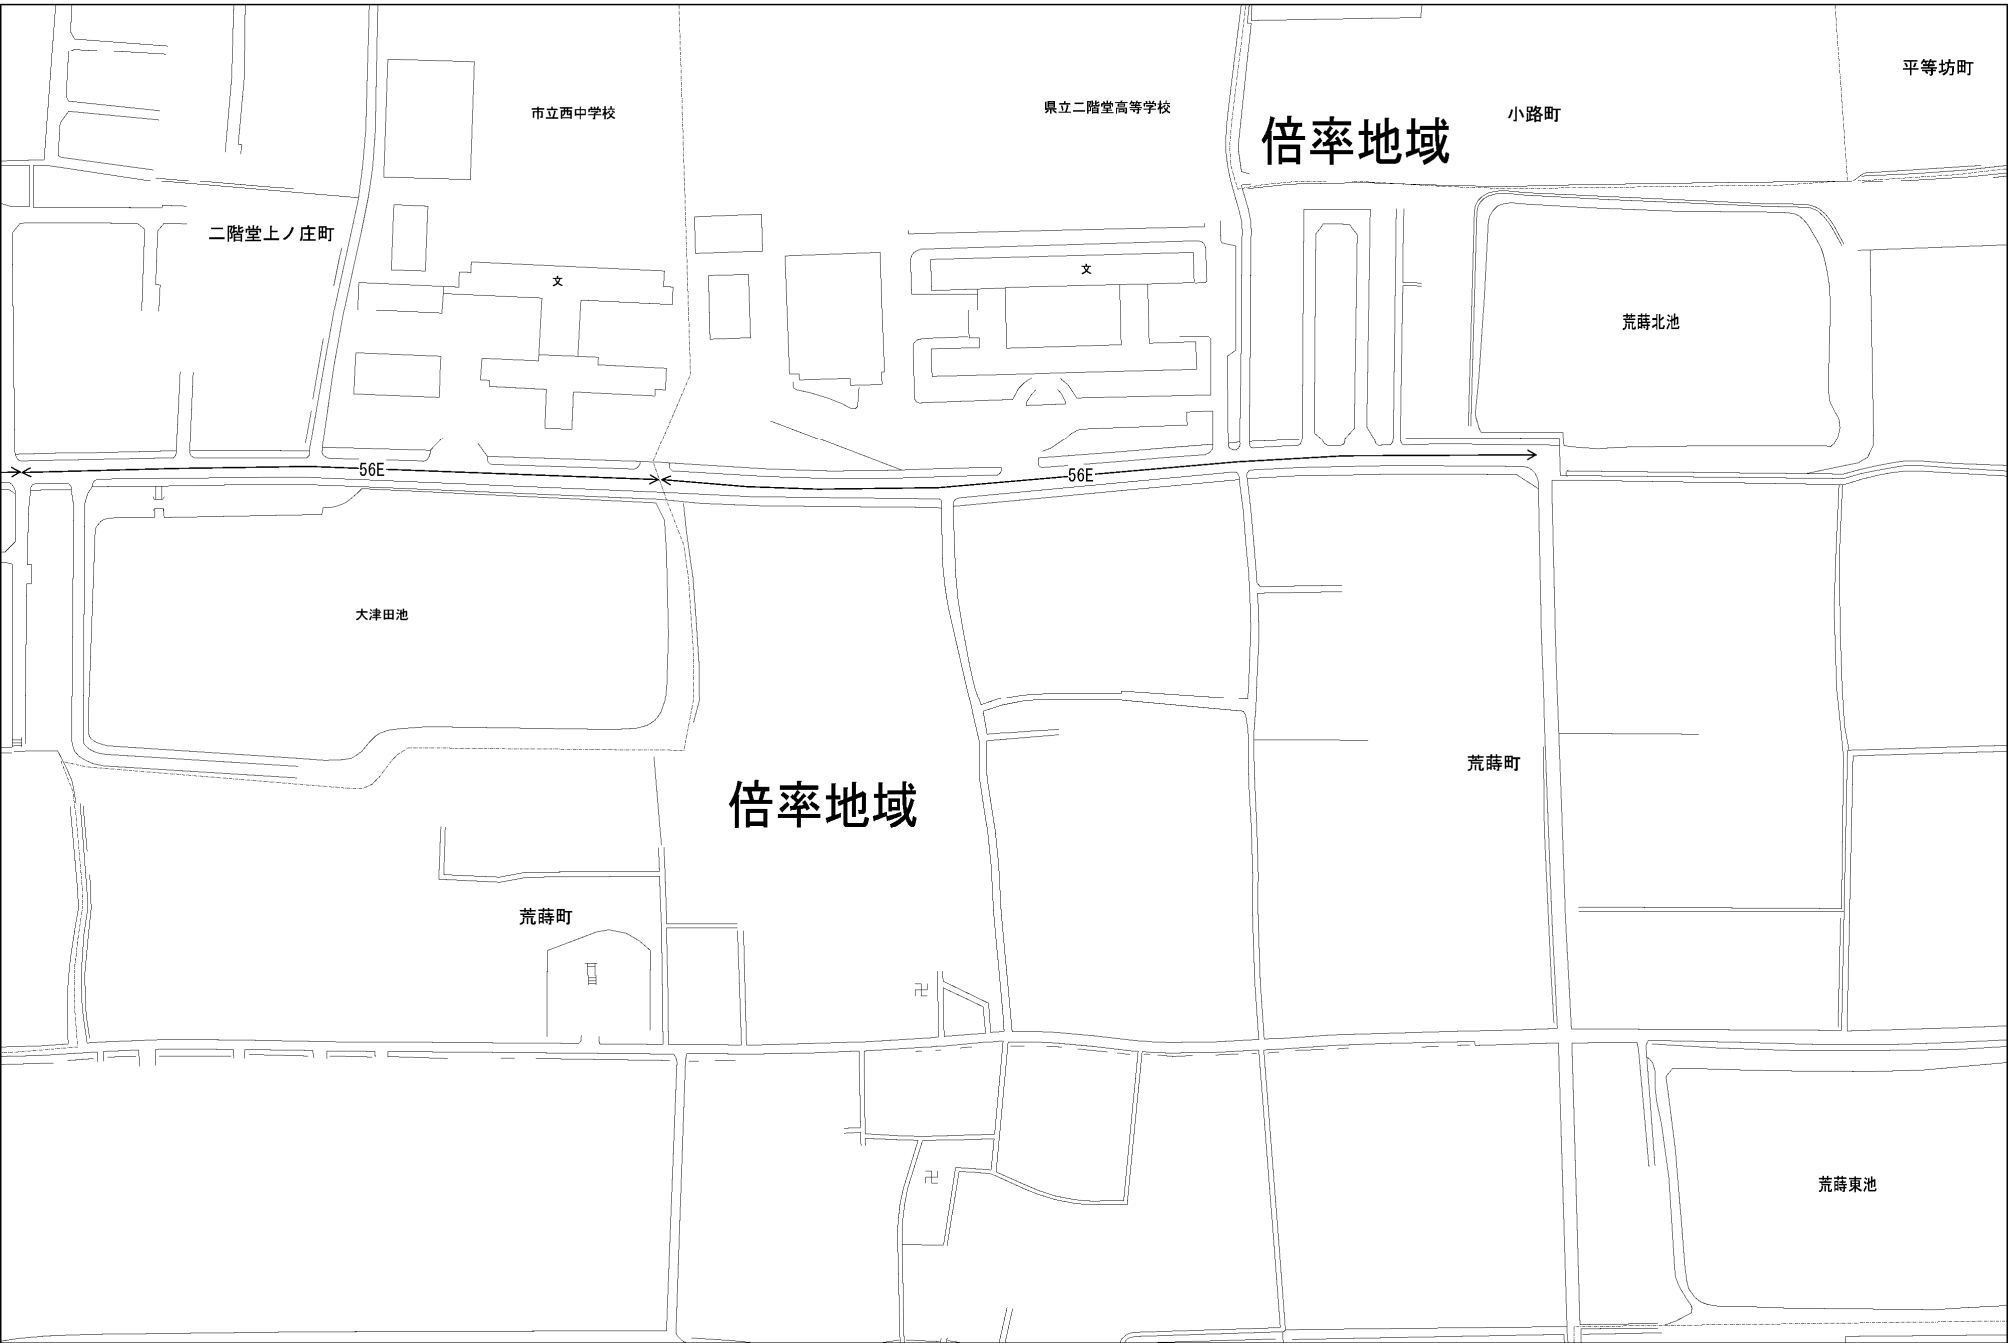 平等坊町
県立二階堂高等学校
市立西中学校
小路町
倍率地域
二階堂上ノ庄町
文
文
荒蒔北池
56E
56E
大津田池
荒蒔町
倍率地域
荒蒔町
卍
卍
荒蒔東池